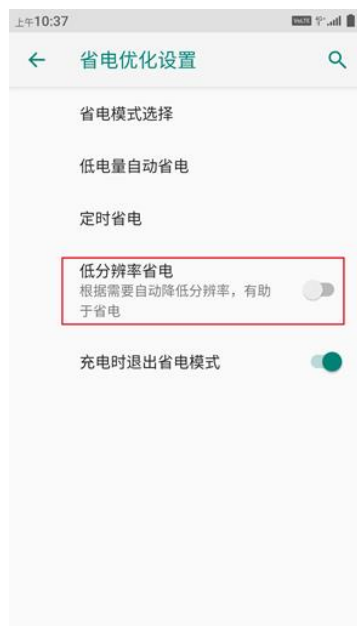 上午10:37
省电优化设置
省电模式选择
低电量自动省电
定时省电
低分辨率省电
根据需要自动降低分辨率，有助
于省电
充电时退出省电模式